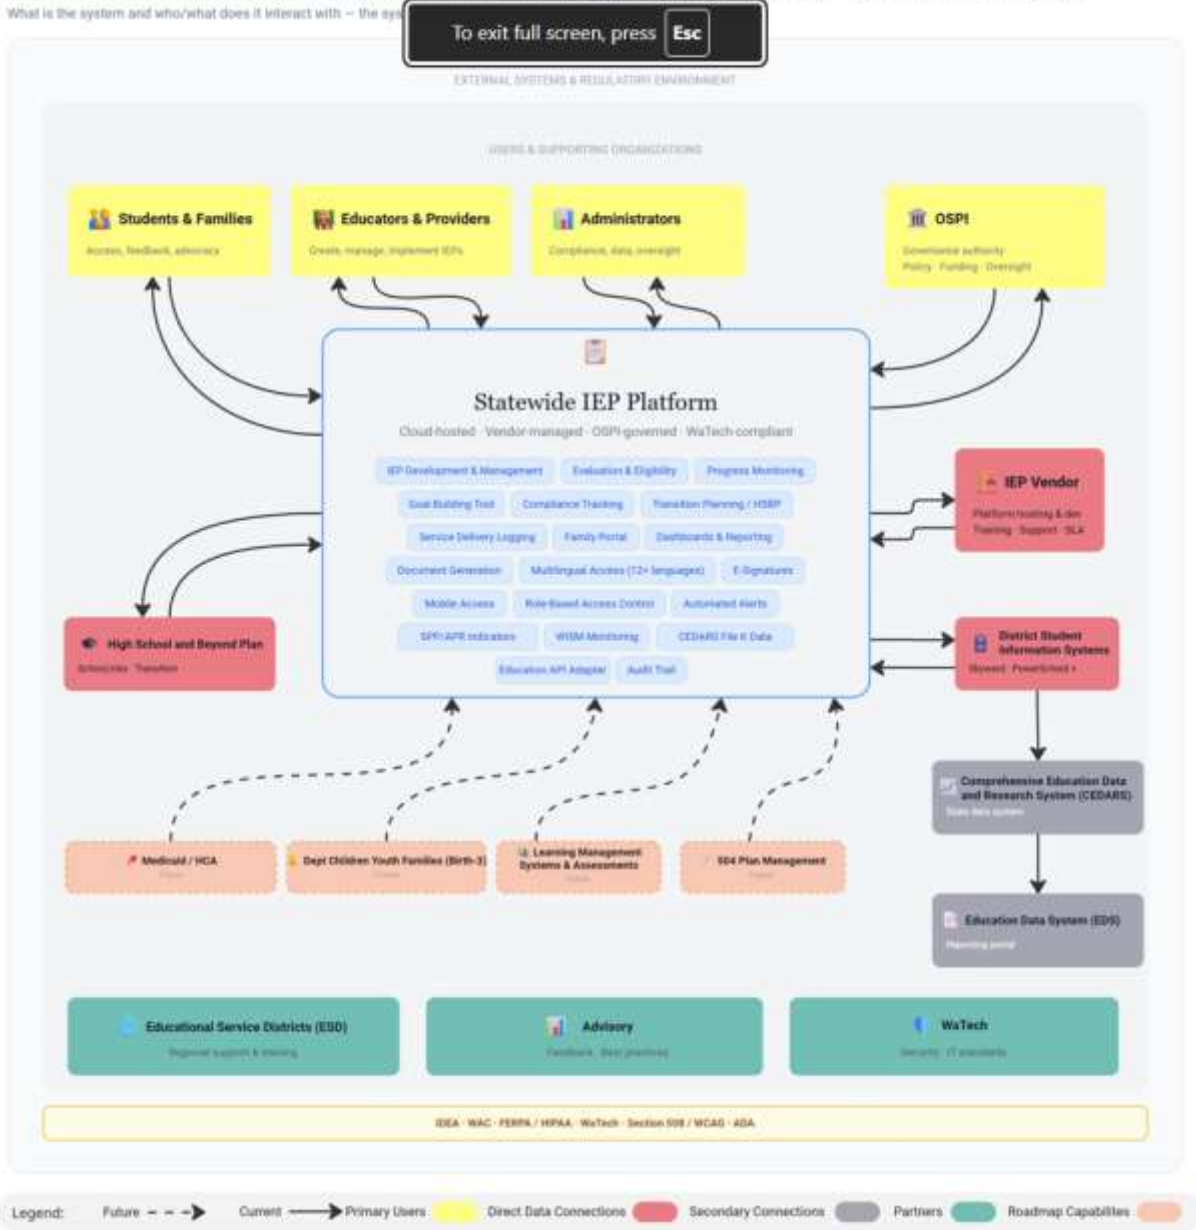 What is the system and who/what does it interact with — the sys
To exit full screen, press Esc
EXTERNAL SYSTEMS & REGULATORY ENVIRONMENT
USERS & SUPPORTING ORGANIZATIONS
Students & Families
Access, feedback, advocacy
Educators & Providers
Create, manage, implement IEPs
Administrators
Compliance, data, oversight
OSPI
Governance authority
Policy · Funding · Oversight
Statewide IEP Platform
Cloud-hosted · Vendor-managed · OSPI-governed · WaTech-compliant
IEP Development & Management
Evaluation & Eligibility
Progress Monitoring
Goal Building Tool
Compliance Tracking
Transition Planning / HSBP
Service Delivery Logging
Family Portal
Dashboards & Reporting
Document Generation
Multilingual Access (12+ languages)
E-Signatures
Mobile Access
Role-Based Access Control
Automated Alerts
SPP/APR Indicators
WISM Monitoring
CEDARS File K Data
Education API Adapter
Audit Trail
IEP Vendor
Platform hosting & dev
Training · Support · SLA
High School and Beyond Plan
SchooLinks · Transition
District Student
Information Systems
Skyward · PowerSchool +
Comprehensive Education Data
and Research System (CEDARS)
State data system
Education Data System (EDS)
Reporting portal
Medicaid / HCA
Future
Dept Children Youth Families (Birth-3)
Future
Learning Management
Systems & Assessments
Future
504 Plan Management
Future
Educational Service Districts (ESD)
Regional support & training
Advisory
Feedback · Best practices
WaTech
Security · IT standards
IDEA · WAC · FERPA / HIPAA · WaTech · Section 508 / WCAG · ADA
Legend:
Future
Current
Primary Users
Direct Data Connections
Secondary Connections
Partners
Roadmap Capabilities